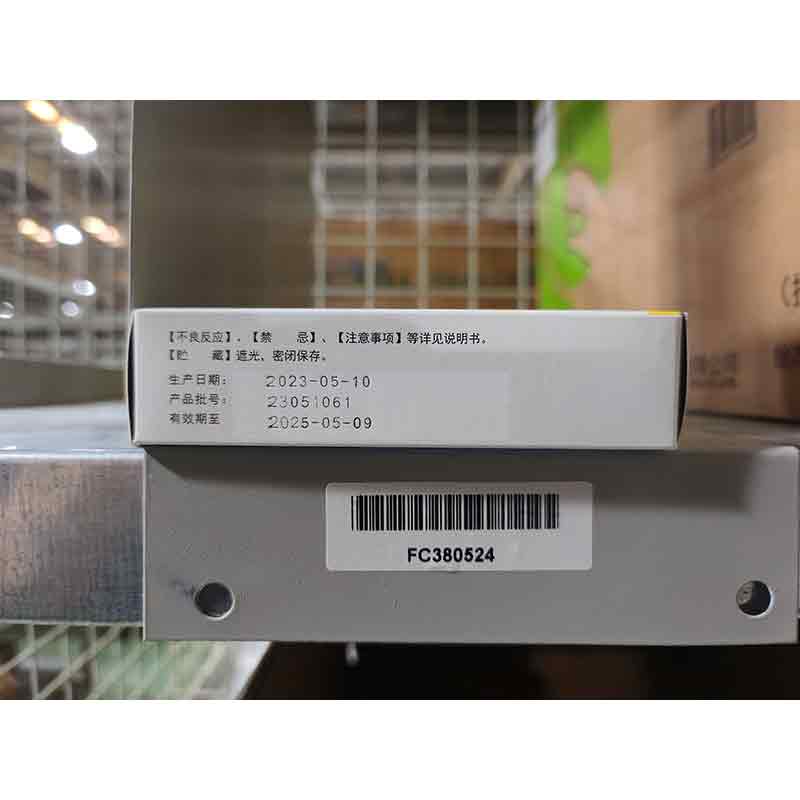 【不良反应】、【禁 忌】、【注意事项】等详见说明书。
【贮 藏】遮光、密闭保存。
生产日期： 2023-05-10
产品批号： 23051061
有效期至 2025-05-09
FC380524